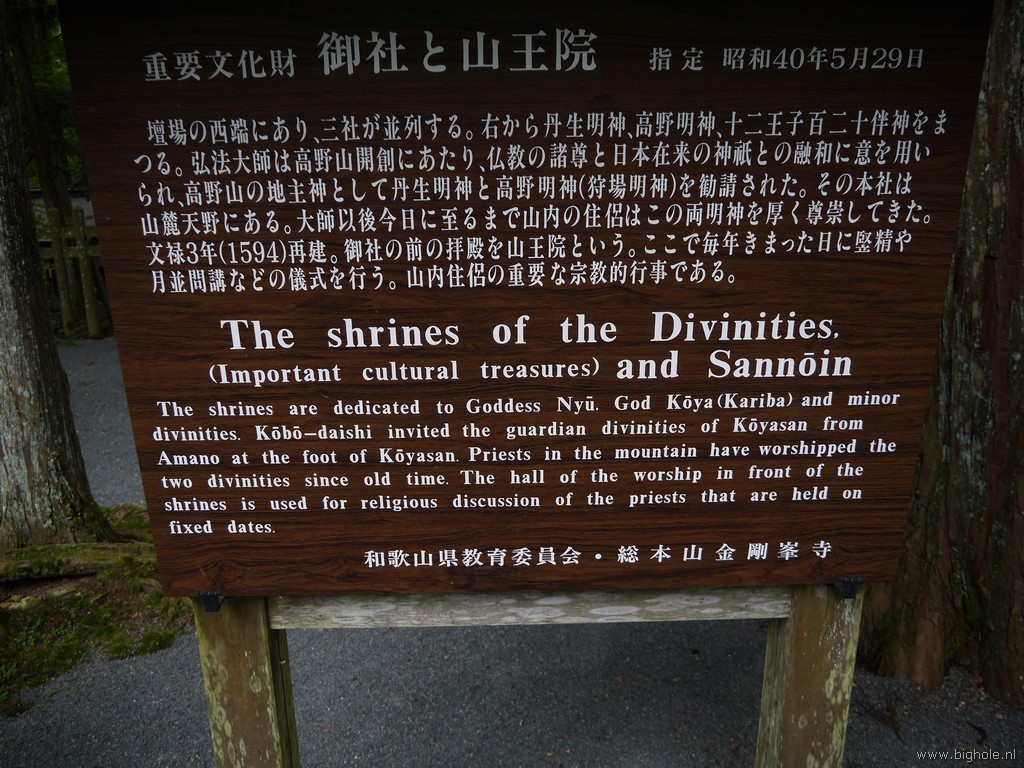 重要文化財 御社と山王院 指定 昭和40年5月29日
壇場の西端にあり、三社が並列する。右から丹生明神、高野明神、十二王子百二十伴神をま
つる。弘法大師は高野山開創にあたり、仏教の諸尊と日本在来の神祇との融和に意を用い
られ、高野山の地主神として丹生明神と高野明神(狩場明神)を勧請された。その本社は
山麓天野にある。大師以後今日に至るまで山内の住侶はこの両明神を厚く尊崇してきた。
文禄3年(1594)再建。御社の前の拝殿を山王院という。ここで毎年きまった日に竪精や
月並問講などの儀式を行う。山内住侶の重要な宗教的行事である。
The shrines of the Divinities.
(Important cultural treasures) and Sannōin
The shrines are dedicated to Goddess Nyū. God Kōya(Kariba) and minor
divinities. Kōbō-daishi invited the guardian divinities of Kōyasan from
Amano at the foot of Kōyasan. Priests in the mountain have worshipped the
two divinities since old time. The hall of the worship in front of the
shrines is used for religious discussion of the priests that are held on
fixed dates.
和歌山県教育委員会・総本山金剛峯寺
www.bighole.nl